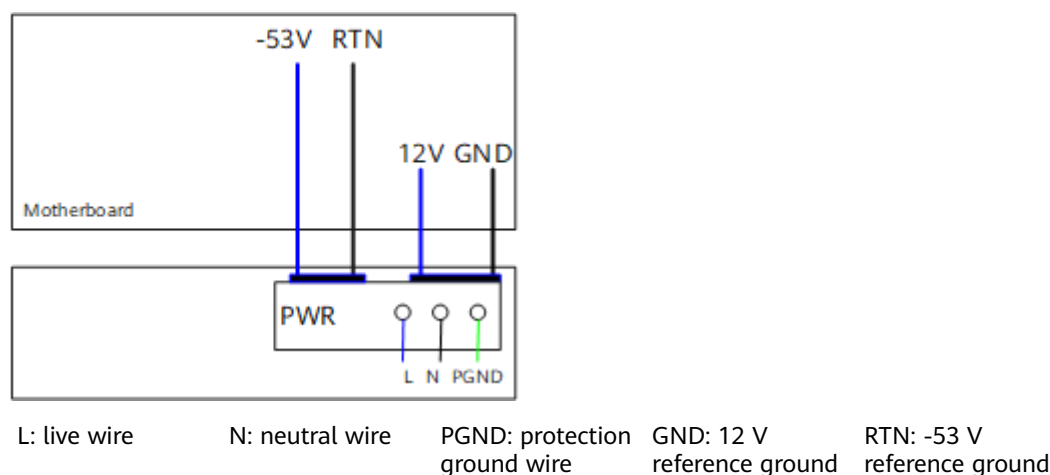 -53V RTN
12V GND
Motherboard
PWR
L N PGND
L: live wire N: neutral wire PGND: protection ground wire GND: 12 V reference ground RTN: -53 V reference ground